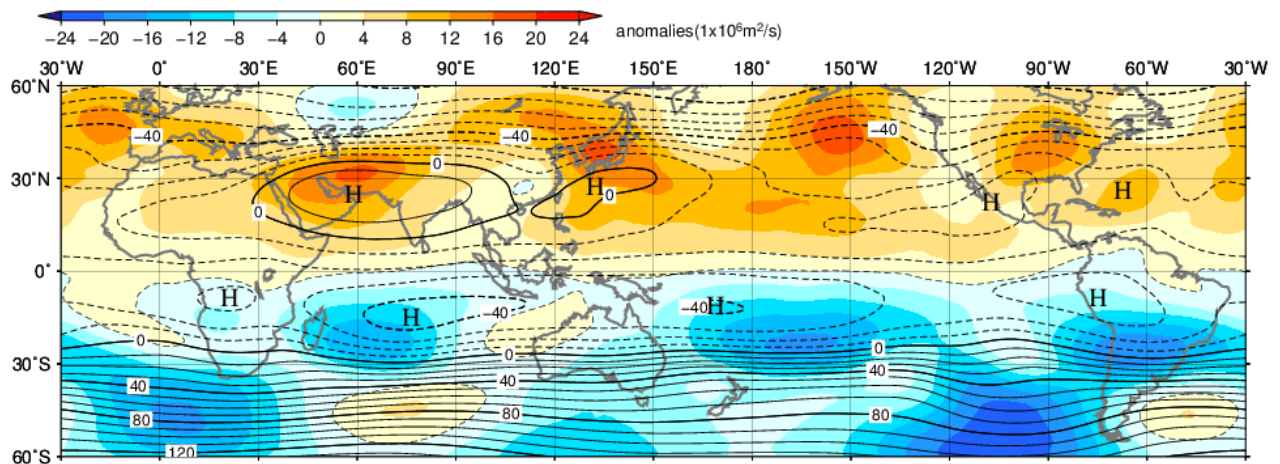 −24 −20 −16 −12 −8 −4 0 4 8 12 16 20 24 anomalies(1x10⁶m²/s)
30°W 0° 30°E 60°E 90°E 120°E 150°E 180° 150°W 120°W 90°W 60°W 30°W
60°N
−40 −40 −40
0
30°N H H H H
0 0
0°
H H −40 −40 H H
0 0 0
30°S
40 40 40
80 80 80
120
60°S